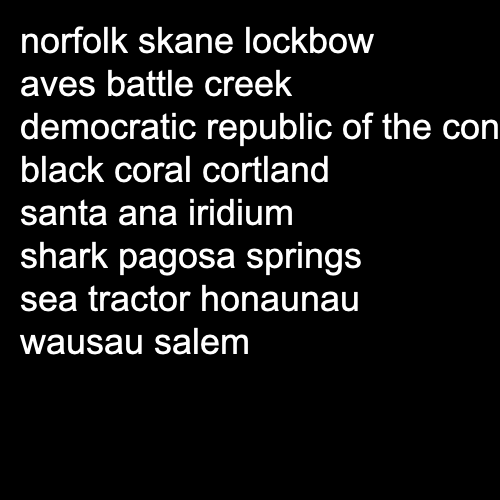 norfolk skane lockbow
aves battle creek
democratic republic of the con
black coral cortland
santa ana iridium
shark pagosa springs
sea tractor honaunau
wausau salem